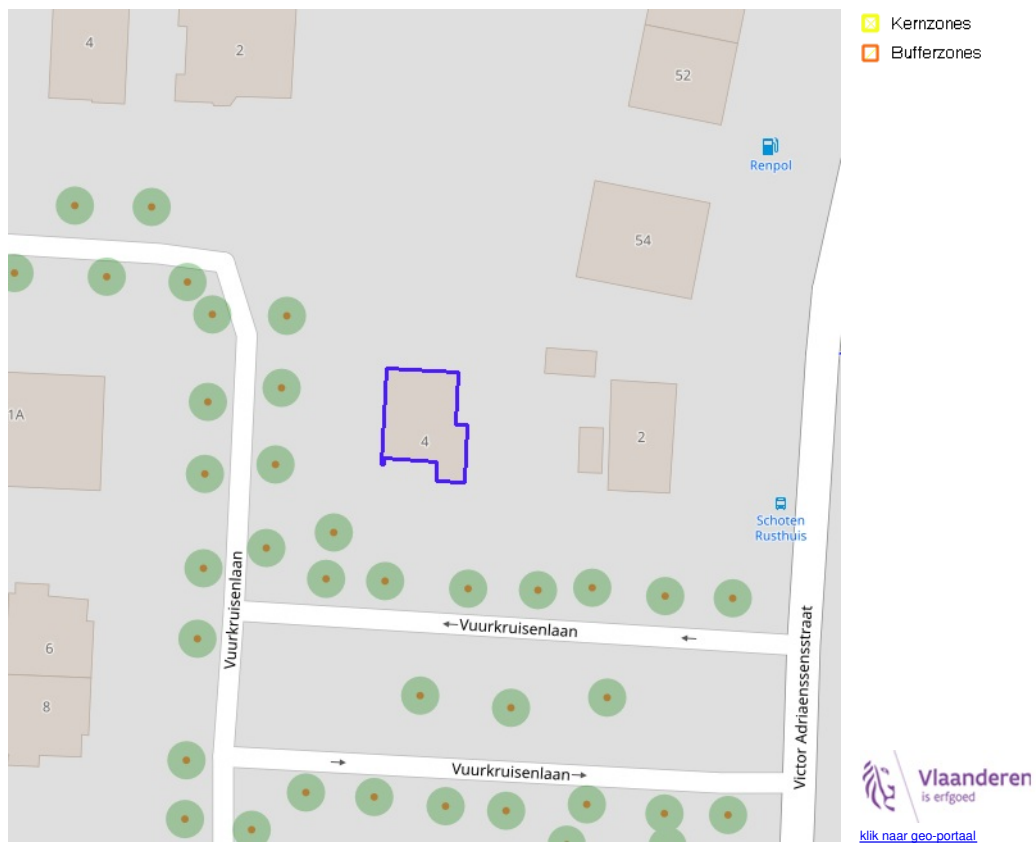 4
2
52
Renpol
54
1A
4
2
Schoten
Rusthuis
Vuurkruisenlaan
←Vuurkruisenlaan
←
6
8
Victor Adriaenssensstraat
→
Vuurkruisenlaan→
Kernzones
Bufferzones
Vlaanderen
is erfgoed
klik naar geo-portaal